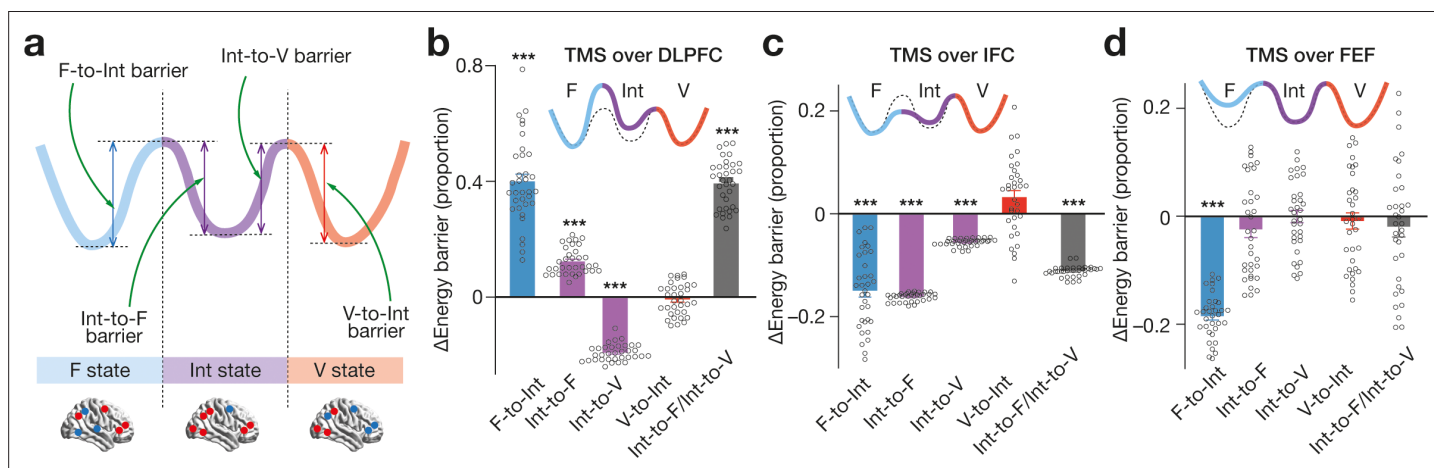 a
F-to-Int barrier
Int-to-V barrier
Int-to-F
barrier
V-to-Int
barrier
F state
Int state
V state
b
TMS over DLPFC
ΔEnergy barrier (proportion)
0.8
0.4
0
F
Int
V
***
***
***
***
F-to-Int
Int-to-F
Int-to-V
V-to-Int
Int-to-F/Int-to-V
c
TMS over IFC
ΔEnergy barrier (proportion)
0.2
0
−0.2
F
Int
V
***
***
***
***
F-to-Int
Int-to-F
Int-to-V
V-to-Int
Int-to-F/Int-to-V
d
TMS over FEF
ΔEnergy barrier (proportion)
0.2
0
−0.2
F
Int
V
***
F-to-Int
Int-to-F
Int-to-V
V-to-Int
Int-to-F/Int-to-V